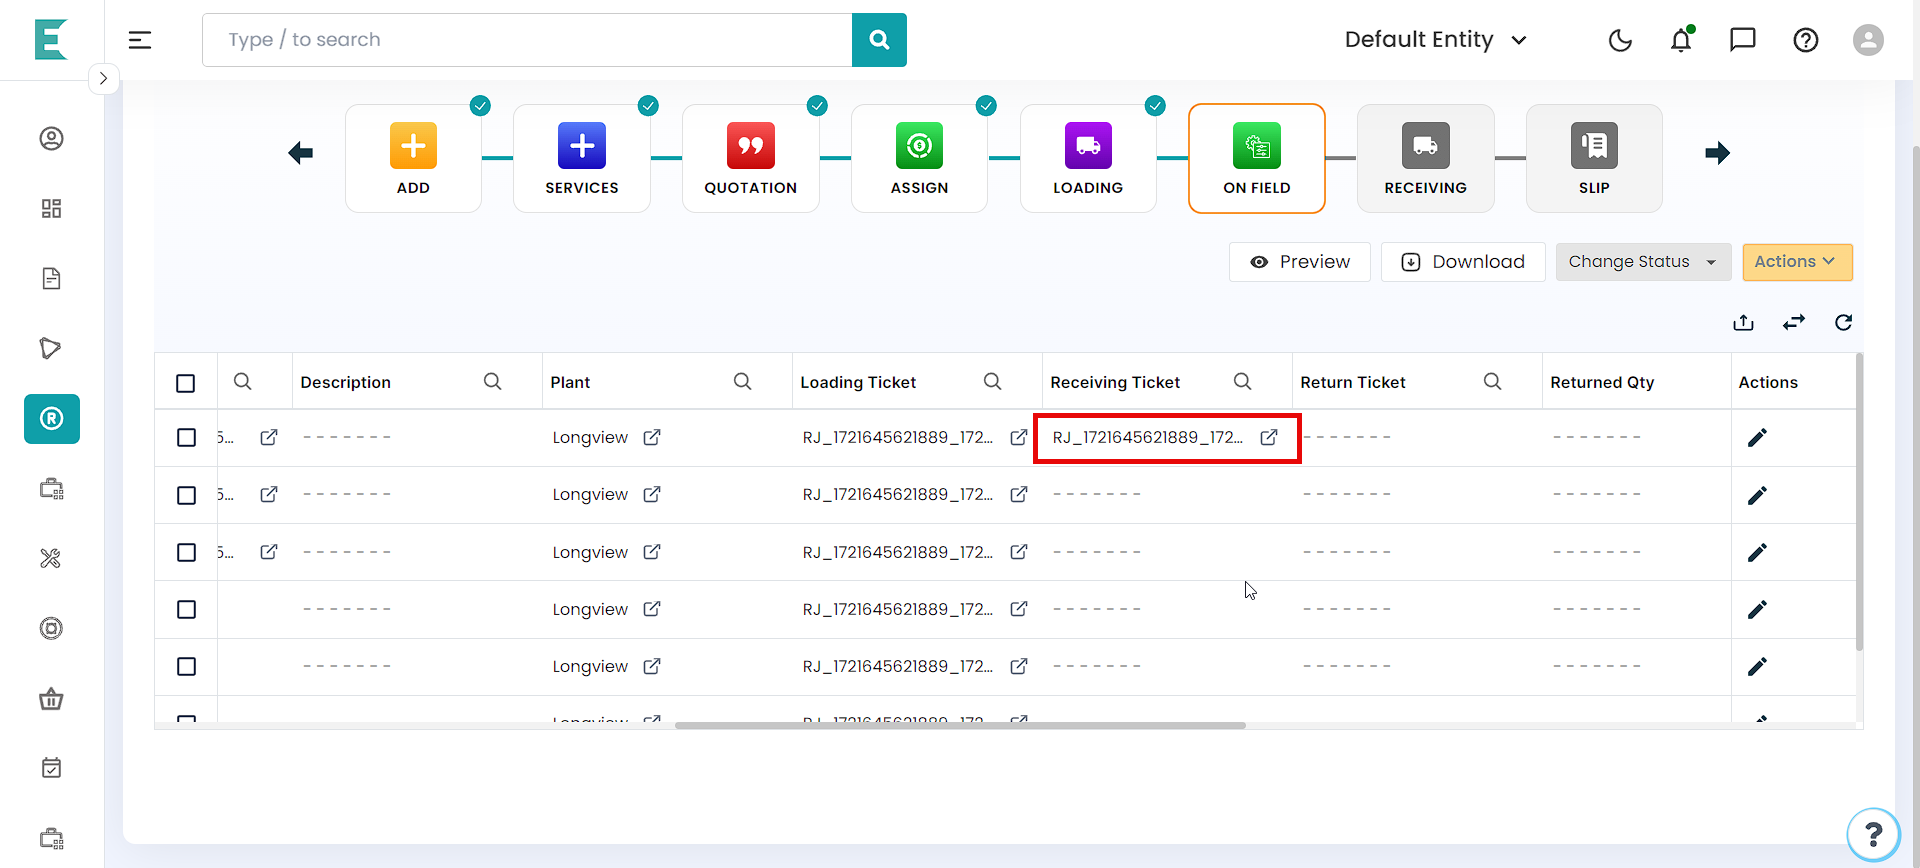 E
Type / to search
Default Entity
ADD
SERVICES
QUOTATION
ASSIGN
LOADING
ON FIELD
RECEIVING
SLIP
Preview
Download
Change Status
Actions
Description
Plant
Loading Ticket
Receiving Ticket
Return Ticket
Returned Qty
Actions
5... - - - - - - - Longview RJ_1721645621889_172... RJ_1721645621889_172... - - - - - - - - - - - - - -
5... - - - - - - - Longview RJ_1721645621889_172... - - - - - - - - - - - - - - - - - - - - -
5... - - - - - - - Longview RJ_1721645621889_172... - - - - - - - - - - - - - - - - - - - - -
- - - - - - - Longview RJ_1721645621889_172... - - - - - - - - - - - - - - - - - - - - -
- - - - - - - Longview RJ_1721645621889_172... - - - - - - - - - - - - - - - - - - - - -
Longview RJ_1721645621889_172...
?